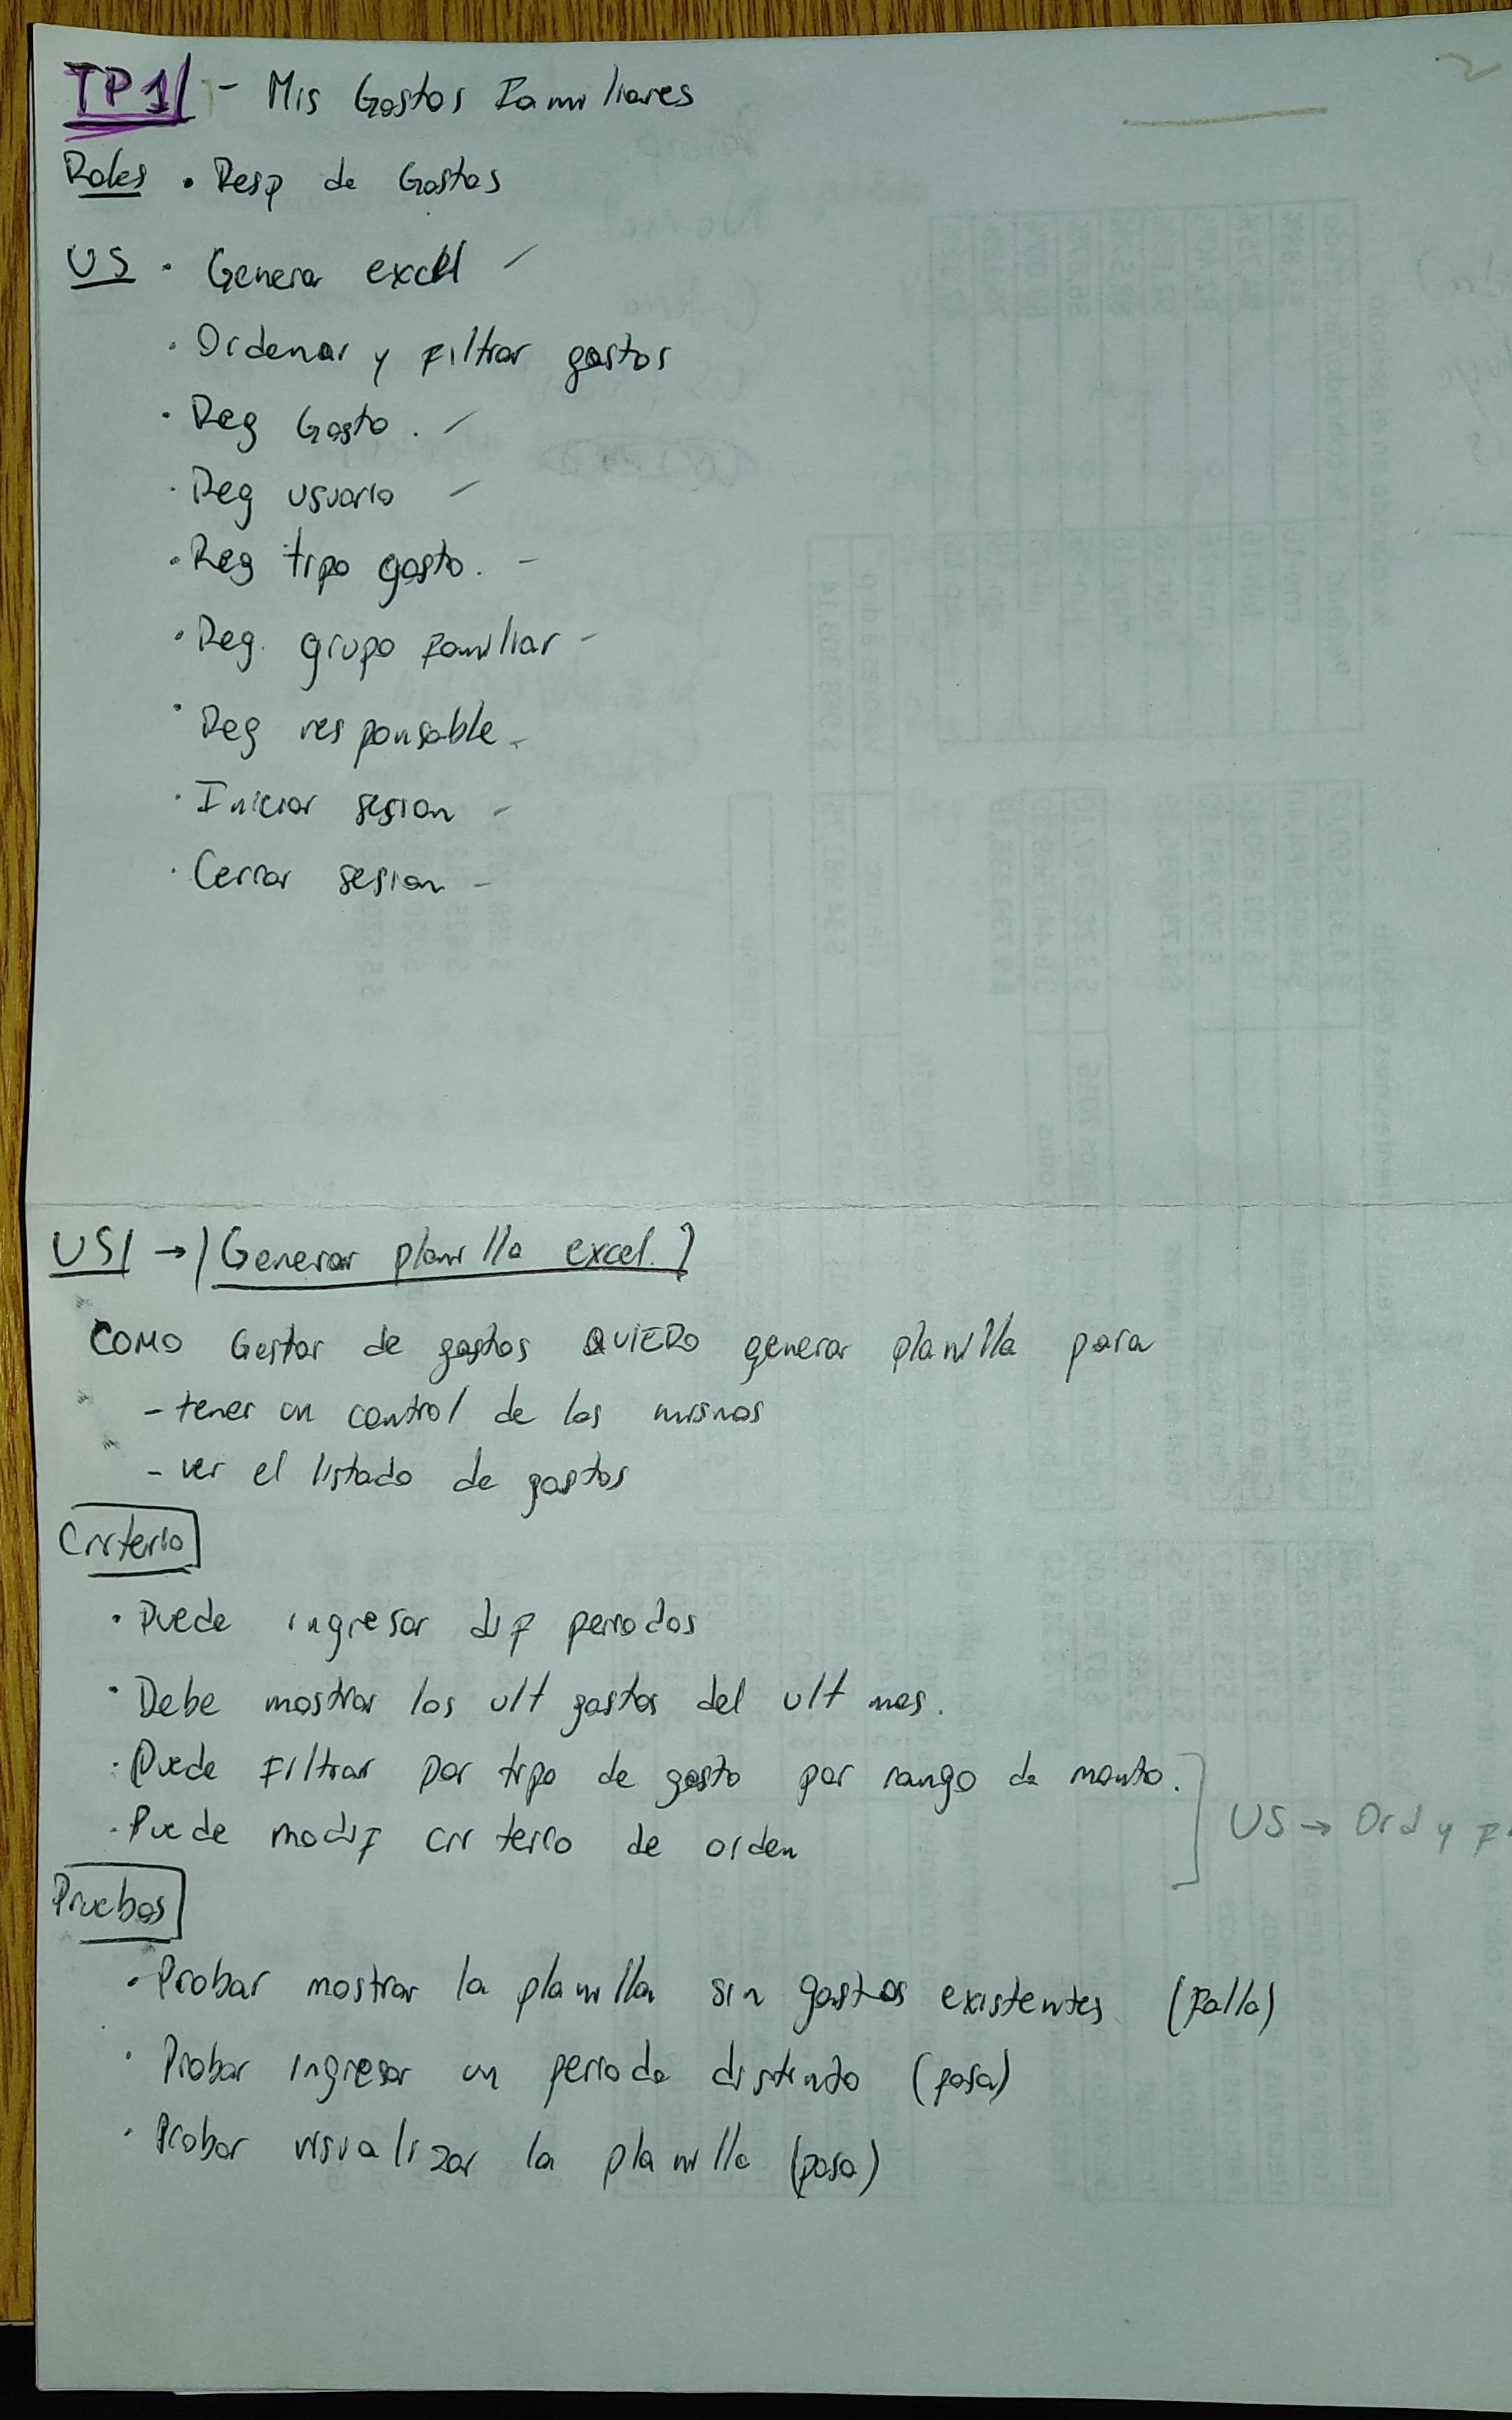 TP1 - Mis Gastos Familiares
Roles • Resp de Gastos
US • Generar excel
• Ordenar y filtrar gastos
• Reg Gasto.
• Reg usuario
• Reg tipo gasto.
• Reg. grupo familiar
• Reg responsable
• Iniciar sesion
• Cerrar sesion
US → Generar planilla excel.
COMO Gestor de gastos QUIERO generar planilla para
- tener un control de los mismos
- ver el listado de gastos
Criterio
• Puede ingresar dif periodos
• Debe mostrar los ult gastos del ult mes.
• Puede Filtrar por tipo de gasto por rango de monto.
• Puede modif criterio de orden
US → Ord y
Pruebas
• Probar mostrar la planilla sin gastos existentes (Falla)
• Probar ingresar un periodo distinto (pasa)
• Probar visualizar la planilla (pasa)